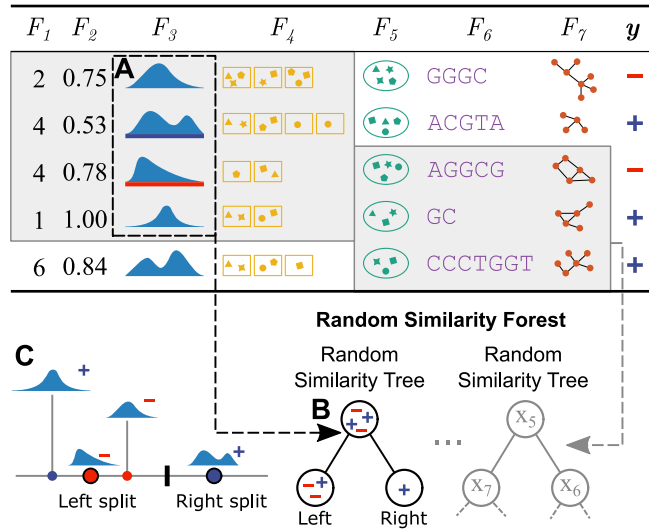 F1 F2 F3 F4 F5 F6 F7 y
A
2 0.75 GGGC −
4 0.53 ACGTA +
4 0.78 AGGCG −
1 1.00 GC +
6 0.84 CCCTGGT +
Random Similarity Forest
Random
Similarity Tree
Random
Similarity Tree
C
+
−
−
+
Left split
Right split
B
−
+ +
−
−
− +
+
Left
Right
...
X5
X7
X6